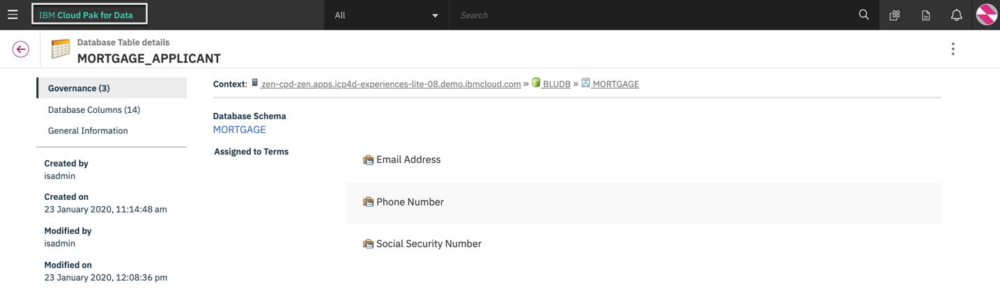 IBM Cloud Pak for Data
All
Search
Database Table details
MORTGAGE_APPLICANT
Governance (3)
Database Columns (14)
General Information
Created by
isadmin
Created on
23 January 2020, 11:14:48 am
Modified by
isadmin
Modified on
23 January 2020, 12:08:36 pm
Context: zen-cpd-zen.apps.icp4d-experiences-lite-08.demo.ibmcloud.com » BLUDB » MORTGAGE
Database Schema
MORTGAGE
Assigned to Terms
Email Address
Phone Number
Social Security Number